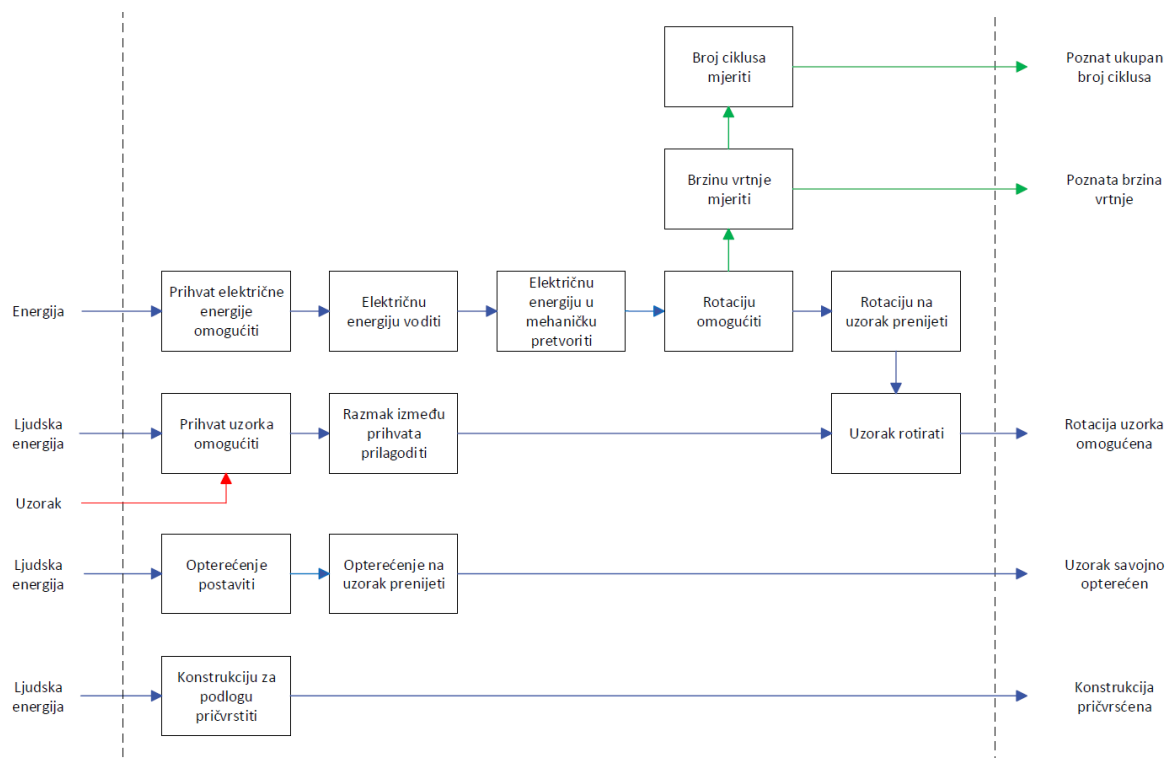 Broj ciklusa
mjeriti
Poznat ukupan
broj ciklusa
Brzinu vrtnje
mjeriti
Poznata brzina
vrtnje
Energija
Prihvat električne
energije
omogućiti
Električnu
energiju voditi
Električnu
energiju u
mehaničku
pretvoriti
Rotaciju
omogućiti
Rotaciju na
uzorak prenijeti
Ljudska
energija
Prihvat uzorka
omogućiti
Razmak između
prihvata
prilagoditi
Uzorak rotirati
Rotacija uzorka
omogućena
Uzorak
Ljudska
energija
Opterećenje
postaviti
Opterećenje na
uzorak prenijeti
Uzorak savojno
opterećen
Ljudska
energija
Konstrukciju za
podlogu
pričvrstiti
Konstrukcija
pričvrsćena